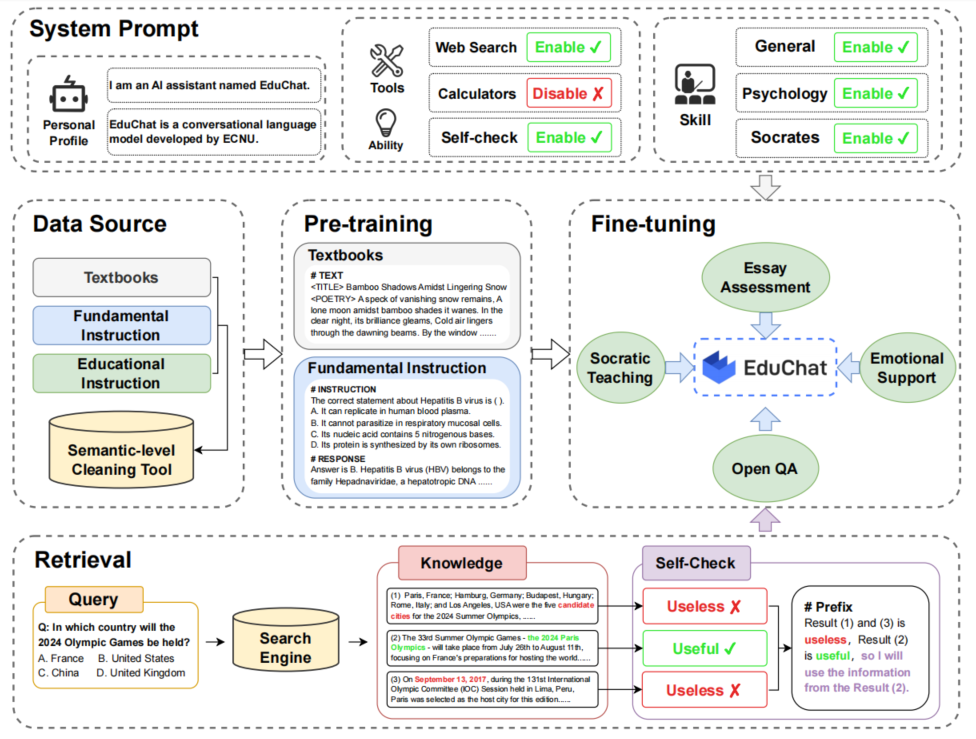 System Prompt
Personal
Profile
I am an AI assistant named EduChat.
EduChat is a conversational language
model developed by ECNU.
Tools
Ability
Web Search
Enable ✓
Calculators
Disable ✗
Self-check
Enable ✓
Skill
General
Enable ✓
Psychology
Enable ✓
Socrates
Enable ✓
Data Source
Textbooks
Fundamental
Instruction
Educational
Instruction
Semantic-level
Cleaning Tool
Pre-training
Textbooks
# TEXT
<TITLE> Bamboo Shadows Amidst Lingering Snow
<POETRY> A speck of vanishing snow remains, A
lone moon amidst bamboo shades it wanes. In the
clear night, its brilliance gleams, Cold air lingers
through the dawning beams. By the window .......
Fundamental Instruction
# INSTRUCTION
The correct statement about Hepatitis B virus is ( ).
A. It can replicate in human blood plasma.
B. It cannot parasitize in respiratory mucosal cells.
C. Its nucleic acid contains 5 nitrogenous bases.
D. Its protein is synthesized by its own ribosomes.
# RESPONSE
Answer is B. Hepatitis B virus (HBV) belongs to the
family Hepadnaviridae, a hepatotropic DNA ......
Fine-tuning
Essay
Assessment
Socratic
Teaching
EduChat
Emotional
Support
Open QA
Retrieval
Query
Q: In which country will the
2024 Olympic Games be held?
A. France B. United States
C. China D. United Kingdom
Search
Engine
Knowledge
(1) Paris, France; Hamburg, Germany; Budapest, Hungary;
Rome, Italy; and Los Angeles, USA were the five candidate
cities for the 2024 Summer Olympics, ......
(2) The 33rd Summer Olympic Games - the 2024 Paris
Olympics - will take place from July 26th to August 11th,
focusing on France's preparations for hosting the world......
(3) On September 13, 2017, during the 131st International
Olympic Committee (IOC) Session held in Lima, Peru,
Paris was selected as the host city for this edition......
Self-Check
Useless ✗
Useful ✓
Useless ✗
# Prefix
Result (1) and (3) is
useless, Result (2)
is useful, so I will
use the information
from the Result (2).